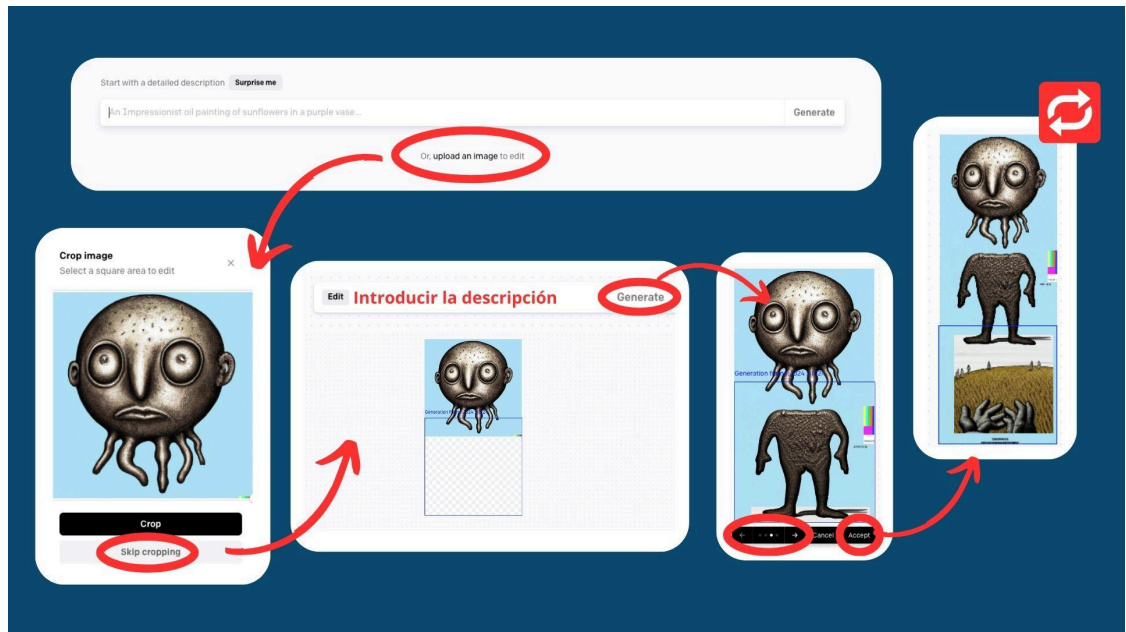 Start with a detailed description Surprise me
An Impressionist oil painting of sunflowers in a purple vase...
Generate
Or, upload an image to edit
Crop image
Select a square area to edit
Crop
Skip cropping
Edit Introducir la descripción Generate
Generation
Generation
Cancel Accept